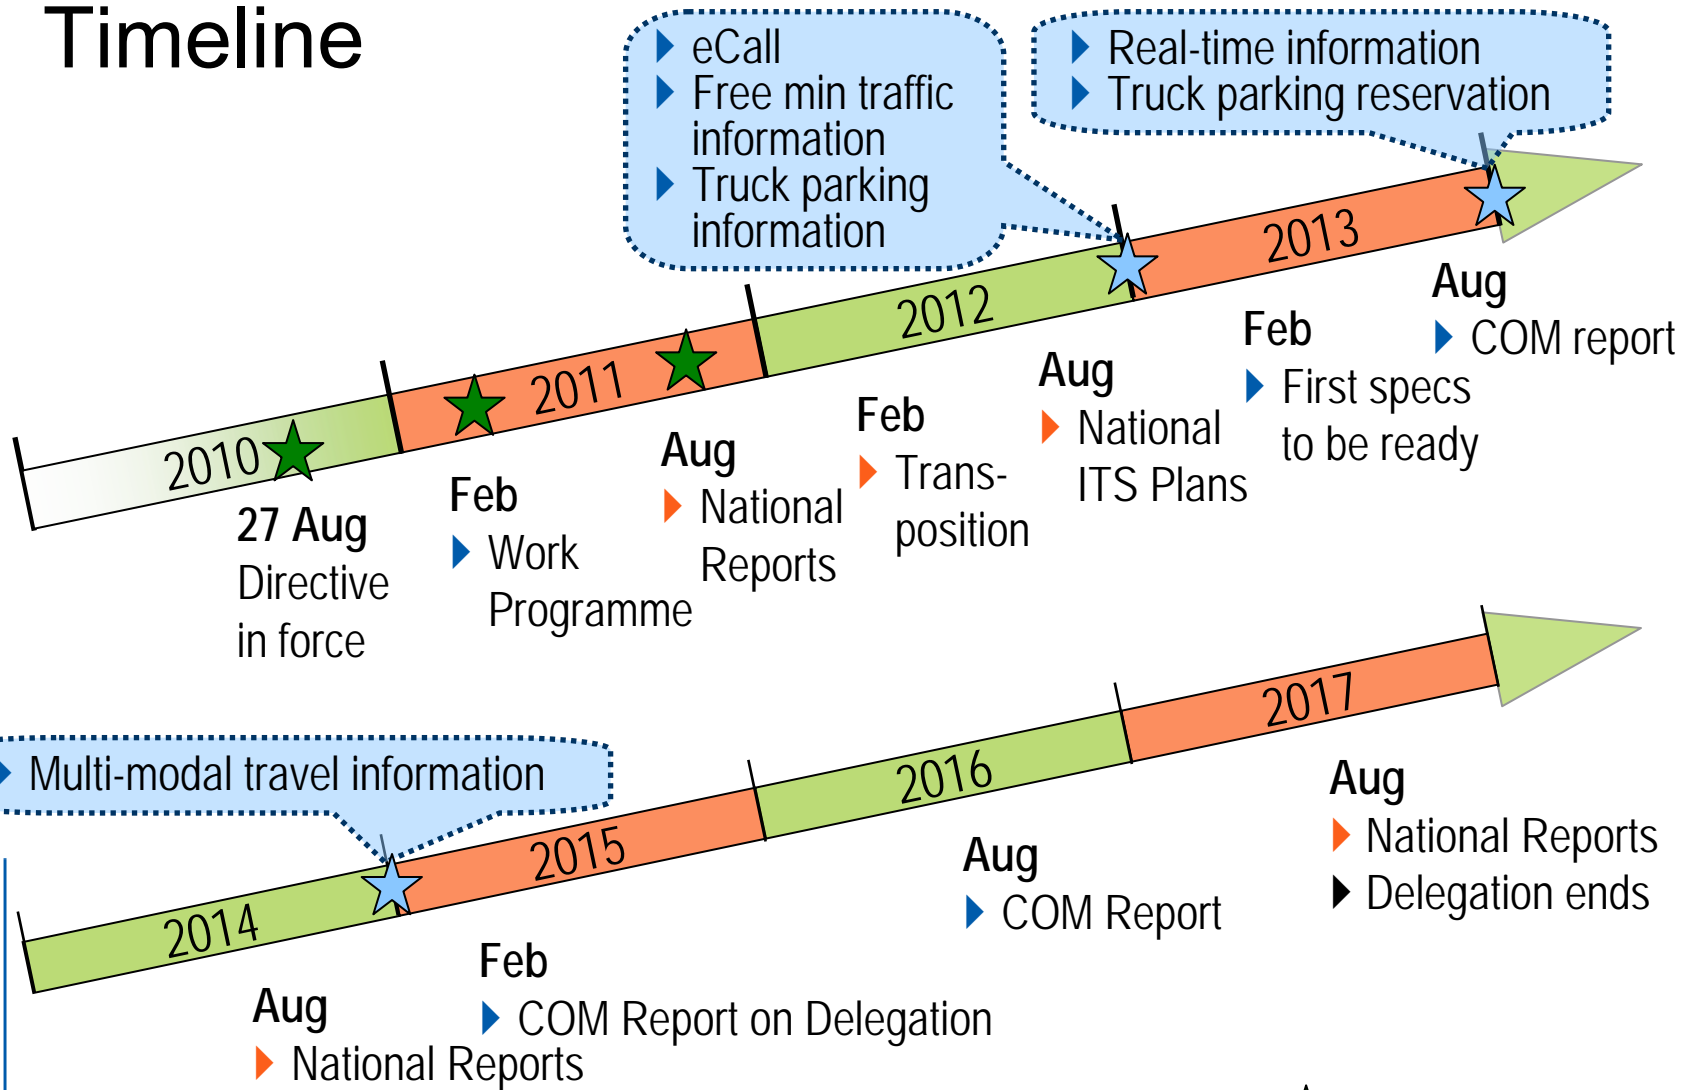 Timeline
eCall
Free min traffic
information
Truck parking
information
Real-time information
Truck parking reservation
2010
2011
2012
2013
27 Aug
Directive
in force
Feb
Work
Programme
Aug
National
Reports
Feb
Trans-
position
Aug
National
ITS Plans
Feb
First specs
to be ready
Aug
COM report
Multi-modal travel information
2014
2015
2016
2017
Aug
National Reports
Feb
COM Report on Delegation
Aug
COM Report
Aug
National Reports
Delegation ends